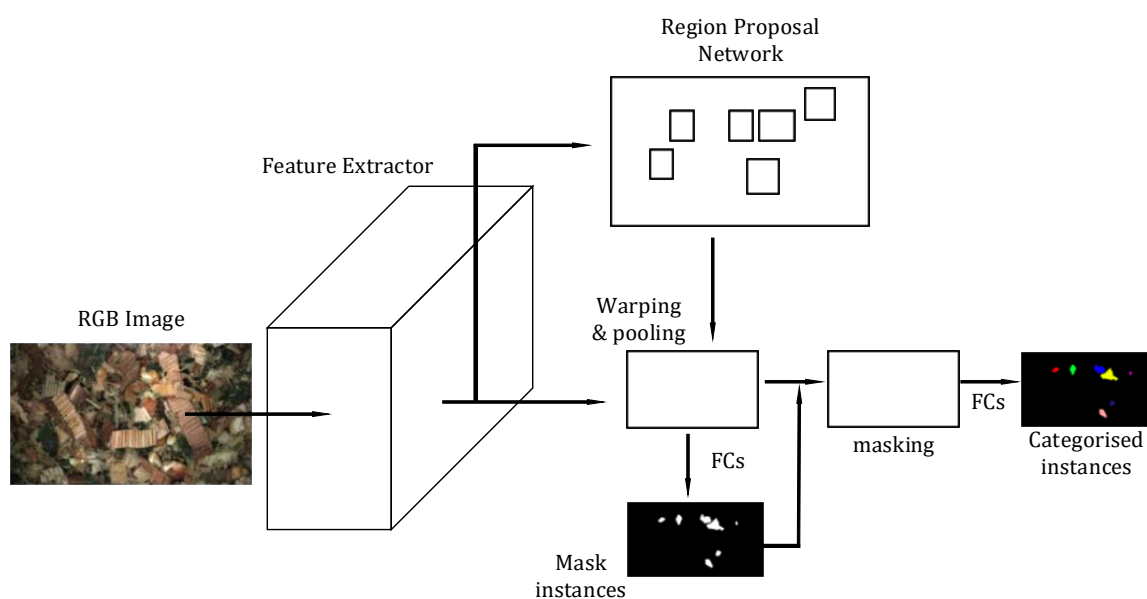 Region Proposal
Network
Feature Extractor
RGB Image
Warping
& pooling
FCs
masking
FCs
Categorised
instances
Mask
instances